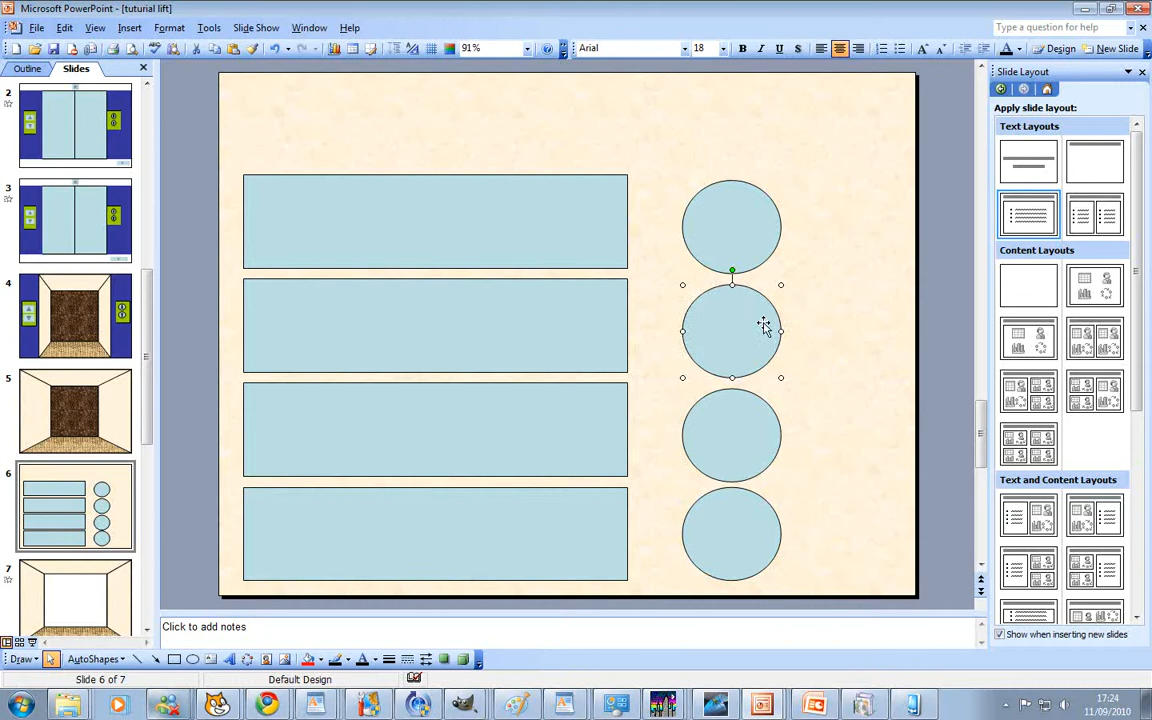 Microsoft PowerPoint - [tuturial lift]
File Edit View Insert Format Tools Slide Show Window Help
Type a question for help
91%
Arial
18
B I U S
A
Design
New Slide
Outline
Slides
Slide Layout
Apply slide layout:
2
3
4
5
6
7
Text Layouts
Content Layouts
Text and Content Layouts
Show when inserting new slides
Click to add notes
Draw
AutoShapes
Slide 6 of 7
Default Design
17:24
11/09/2010